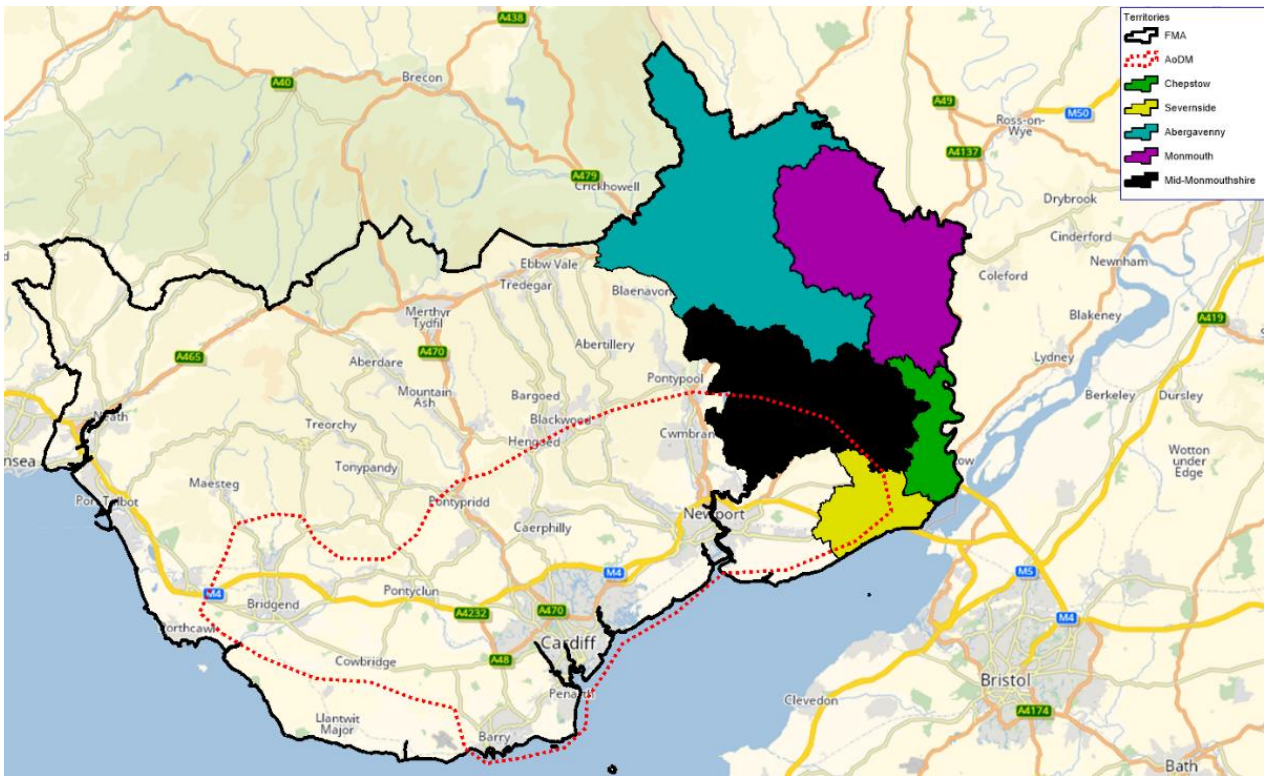 Territories
FMA
AoDM
Chepstow
Severnside
Abergavenny
Monmouth
Mid-Monmouthshire
A438
Brecon
A40
A49
Ross-on-Wye
M50
A4137
A479
Crickhowell
Drybrook
Cinderford
Newnham
Coleford
Ebbw Vale
Tredegar
Blaenavon
Blakeney
A419
Merthyr Tydfil
A470
Abertillery
A465
Aberdare
Lydney
Mountain Ash
Bargoed
Pontypool
Berkeley
Dursley
Neath
Treorchy
Blackwood
Hengoed
Cwmbran
Wotton under Edge
Tonypandy
Maesteg
Port Talbot
Pontypridd
Caerphilly
Newport
M4
M4
Pontyclun
M5
Bridgend
A4232
A470
M4
Cardiff
Cowbridge
A48
Penarth
Bristol
Clevedon
Llantwit Major
A4174
Barry
Bath